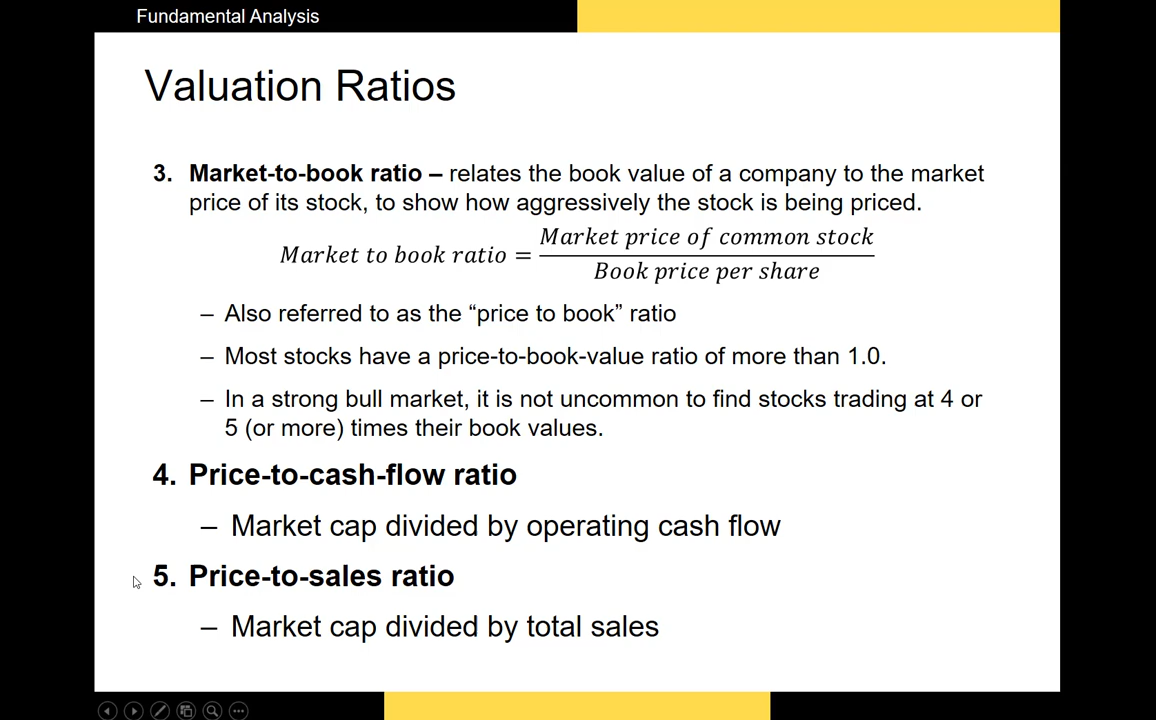 Fundamental Analysis
Valuation Ratios
3. Market-to-book ratio – relates the book value of a company to the market
price of its stock, to show how aggressively the stock is being priced.
Market to book ratio = Market price of common stock / Book price per share
– Also referred to as the “price to book” ratio
– Most stocks have a price-to-book-value ratio of more than 1.0.
– In a strong bull market, it is not uncommon to find stocks trading at 4 or
5 (or more) times their book values.
4. Price-to-cash-flow ratio
– Market cap divided by operating cash flow
5. Price-to-sales ratio
– Market cap divided by total sales